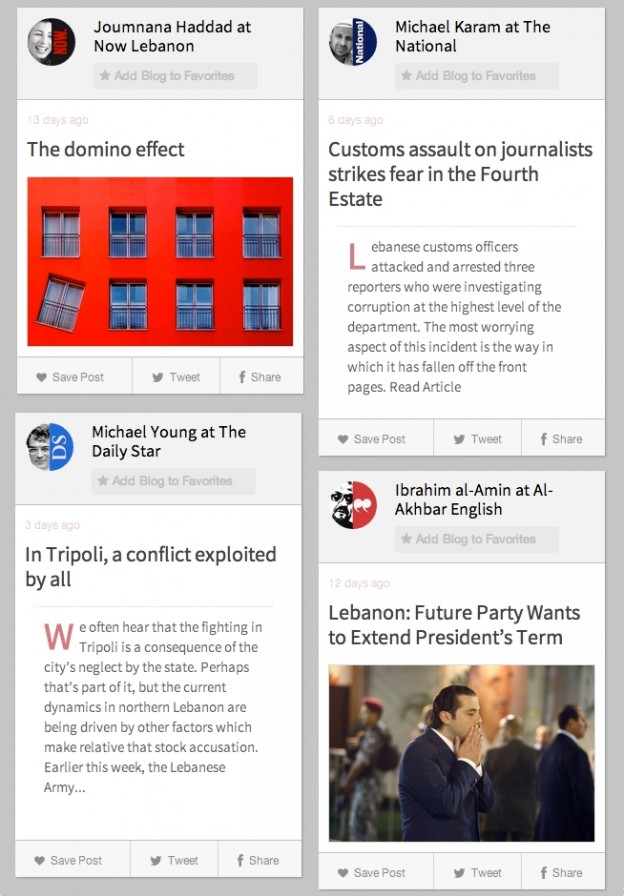 Joumnana Haddad at
Now Lebanon
NOW.
Add Blog to Favorites
13 days ago
The domino effect
Save Post
Tweet
Share
Michael Young at The
Daily Star
DS
Add Blog to Favorites
3 days ago
In Tripoli, a conflict exploited
by all
We often hear that the fighting in
Tripoli is a consequence of the
city's neglect by the state. Perhaps
that's part of it, but the current
dynamics in northern Lebanon are
being driven by other factors which
make relative that stock accusation.
Earlier this week, the Lebanese
Army...
Save Post
Tweet
Share
Michael Karam at The
National
National
Add Blog to Favorites
6 days ago
Customs assault on journalists
strikes fear in the Fourth
Estate
Lebanese customs officers
attacked and arrested three
reporters who were investigating
corruption at the highest level of the
department. The most worrying
aspect of this incident is the way in
which it has fallen off the front
pages. Read Article
Save Post
Tweet
Share
Ibrahim al-Amin at Al-
Akhbar English
Add Blog to Favorites
12 days ago
Lebanon: Future Party Wants
to Extend President’s Term
Save Post
Tweet
Share